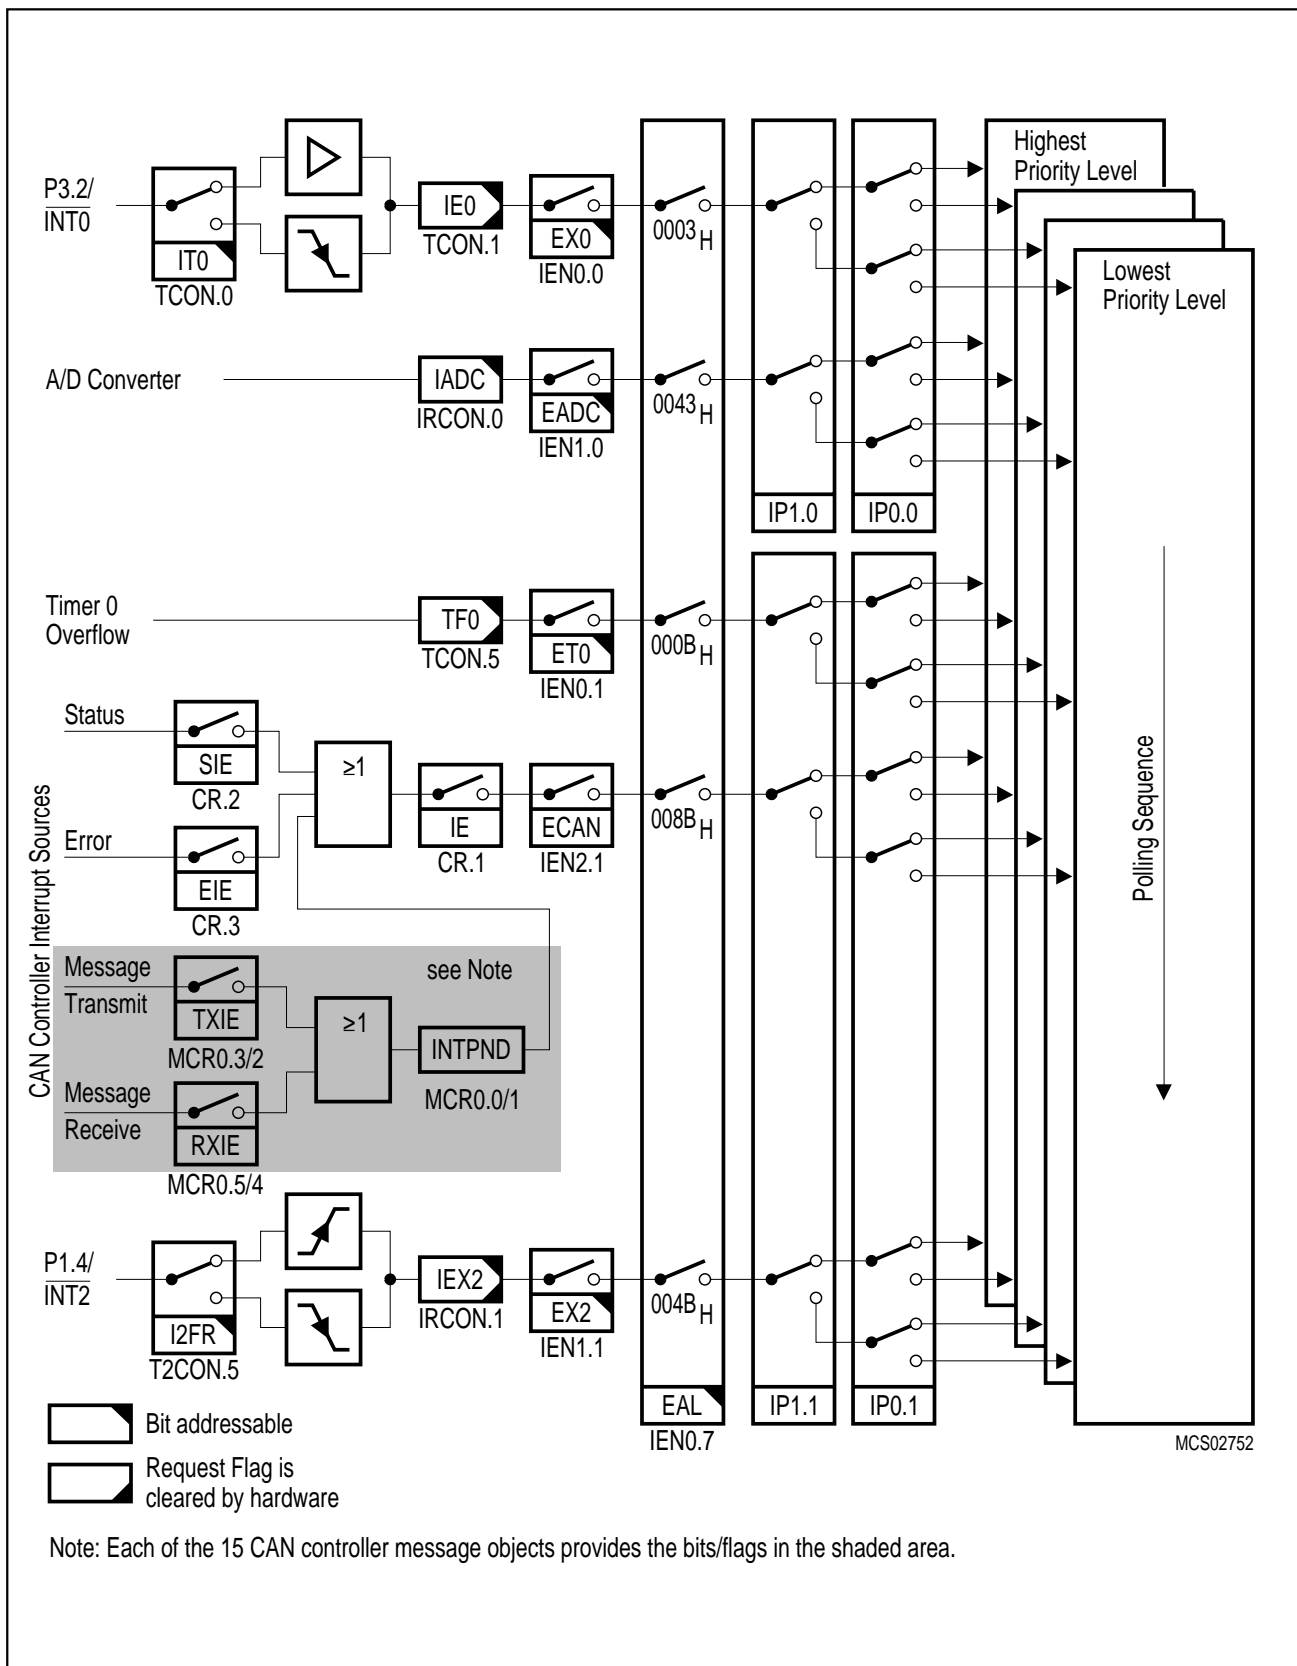 Highest
Priority Level
Lowest
Priority Level
P3.2/
INT0
IT0
TCON.0
IE0
TCON.1
EX0
IEN0.0
0003 H
A/D Converter
IADC
IRCON.0
EADC
IEN1.0
0043 H
IP1.0
IP0.0
Timer 0
Overflow
TF0
TCON.5
ET0
IEN0.1
000B H
Status
SIE
CR.2
≥1
IE
CR.1
ECAN
IEN2.1
008B H
Error
EIE
CR.3
CAN Controller Interrupt Sources
Message
Transmit
TXIE
MCR0.3/2
see Note
≥1
INTPND
MCR0.0/1
Message
Receive
RXIE
MCR0.5/4
Polling Sequence
P1.4/
INT2
I2FR
T2CON.5
IEX2
IRCON.1
EX2
IEN1.1
004B H
EAL
IEN0.7
IP1.1
IP0.1
MCS02752
Bit addressable
Request Flag is
cleared by hardware
Note: Each of the 15 CAN controller message objects provides the bits/flags in the shaded area.